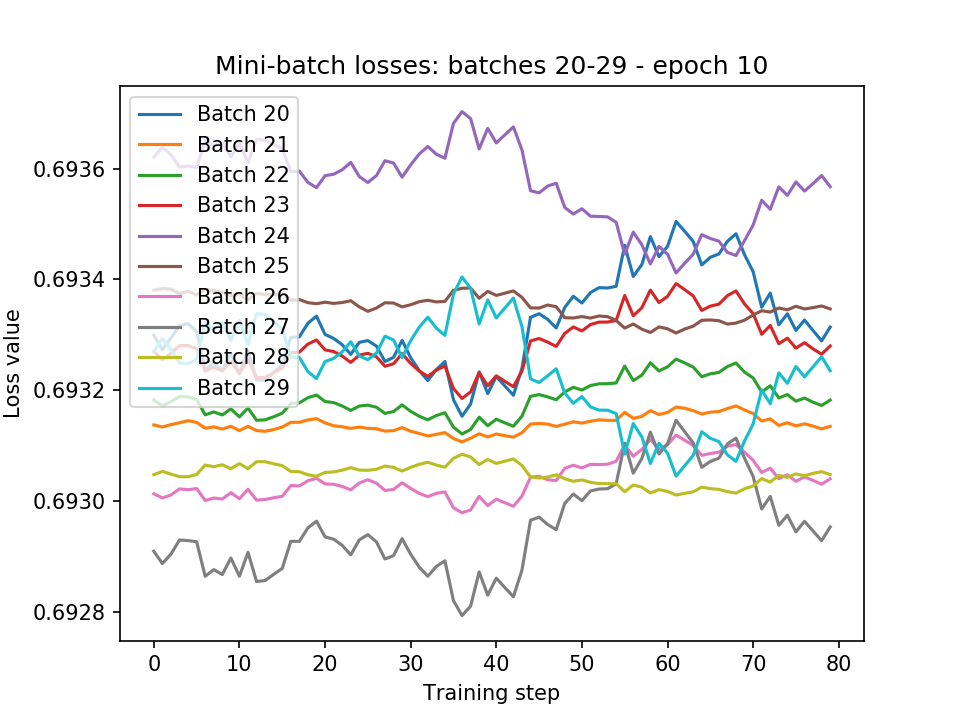 Mini-batch losses: batches 20-29 - epoch 10
Batch 20
Batch 21
Batch 22
Batch 23
Batch 24
Batch 25
Batch 26
Batch 27
Batch 28
Batch 29
Loss value
0.6936
0.6934
0.6932
0.6930
0.6928
0 10 20 30 40 50 60 70 80
Training step